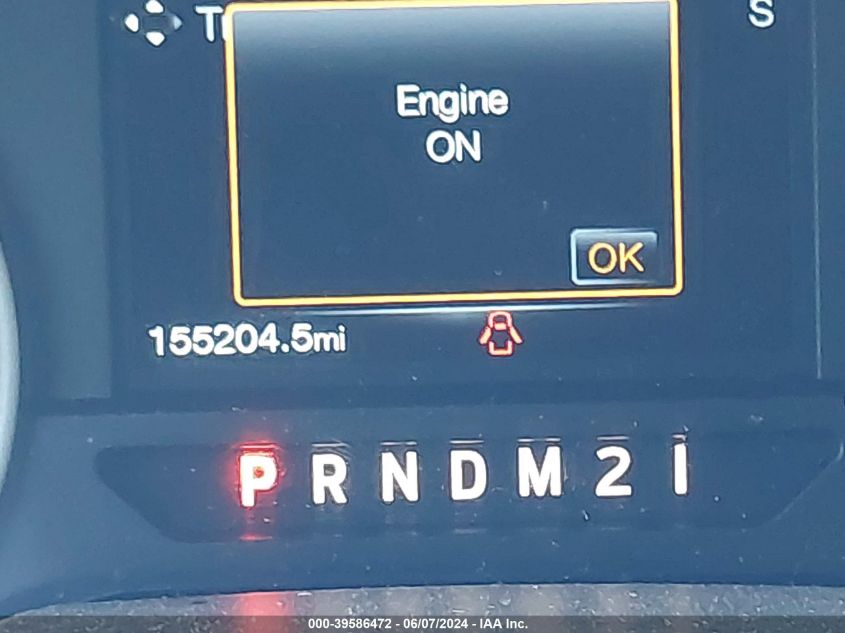 S
Engine
ON
OK
155204.5mi
P R N D M 2 1
000-39586472 - 06/07/2024 - IAA Inc.